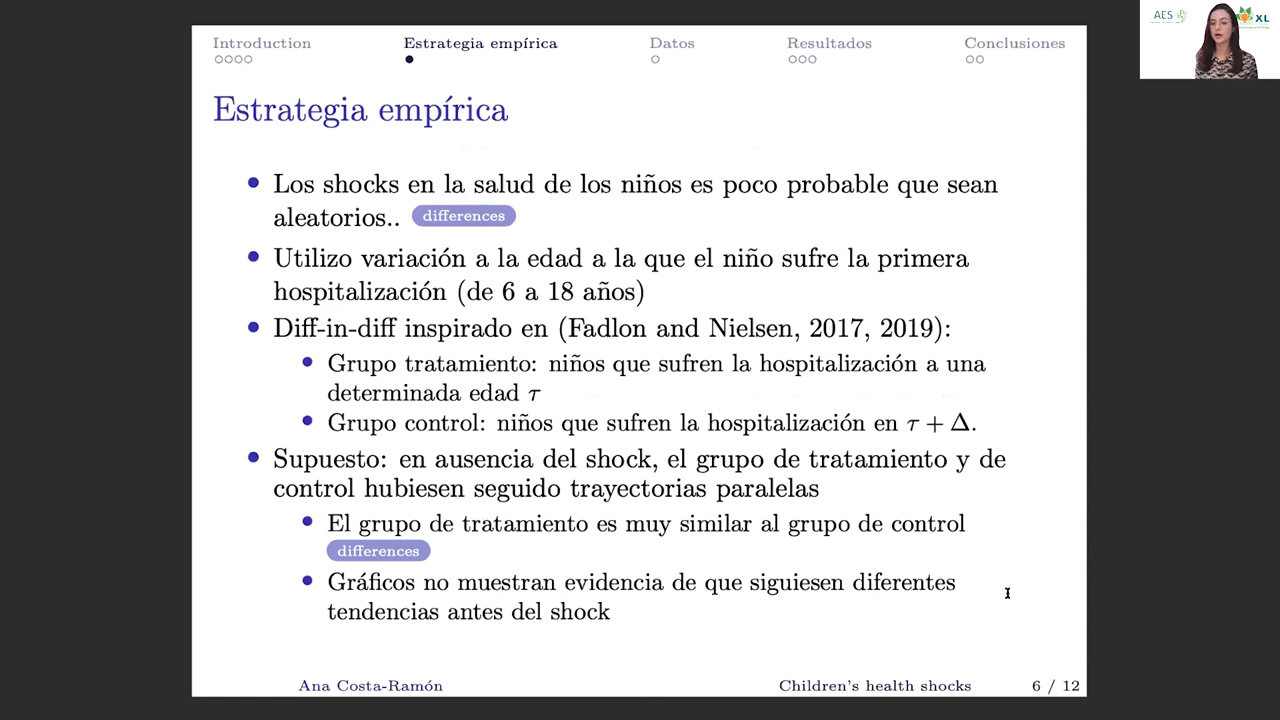 AES
XL
Introduction Estrategia empírica Datos Resultados Conclusiones
Estrategia empírica
Los shocks en la salud de los niños es poco probable que sean
aleatorios.. differences
Utilizo variación a la edad a la que el niño sufre la primera
hospitalización (de 6 a 18 años)
Diff-in-diff inspirado en (Fadlon and Nielsen, 2017, 2019):
Grupo tratamiento: niños que sufren la hospitalización a una
determinada edad τ
Grupo control: niños que sufren la hospitalización en τ + Δ.
Supuesto: en ausencia del shock, el grupo de tratamiento y de
control hubiesen seguido trayectorias paralelas
El grupo de tratamiento es muy similar al grupo de control
differences
Gráficos no muestran evidencia de que siguiesen diferentes
tendencias antes del shock
Ana Costa-Ramón Children's health shocks 6 / 12